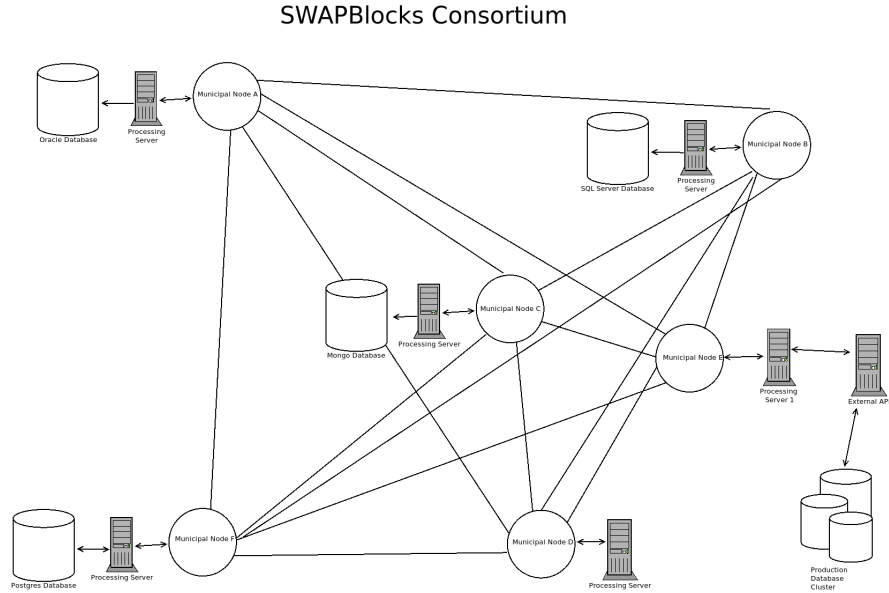 SWAPBlocks Consortium
Municipal Node A
Oracle Database
Processing
Server
Municipal Node B
SQL Server Database
Processing
Server
Municipal Node C
Processing Server
Mongo Database
Municipal Node E
Processing
Server 1
External AP
Municipal Node F
Processing Server
Postgres Database
Municipal Node D
Processing Server
Production
Database
Cluster